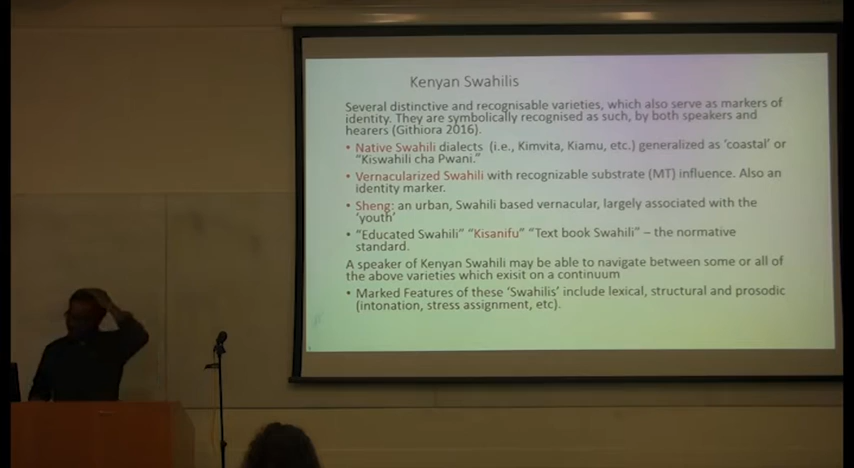 Kenyan Swahilis
Several distinctive and recognisable varieties, which also serve as markers of
identity. They are symbolically recognised as such, by both speakers and
hearers (Githiora 2016).
• Native Swahili dialects (i.e., Kimvita, Kiamu, etc.) generalized as 'coastal' or
"Kiswahili cha Pwani."
• Vernacularized Swahili with recognizable substrate (MT) influence. Also an
identity marker.
• Sheng: an urban, Swahili based vernacular, largely associated with the
'youth'
• "Educated Swahili" "Kisanifu" "Text book Swahili" – the normative
standard.
A speaker of Kenyan Swahili may be able to navigate between some or all of
the above varieties which exisit on a continuum
• Marked Features of these 'Swahilis' include lexical, structural and prosodic
(intonation, stress assignment, etc).